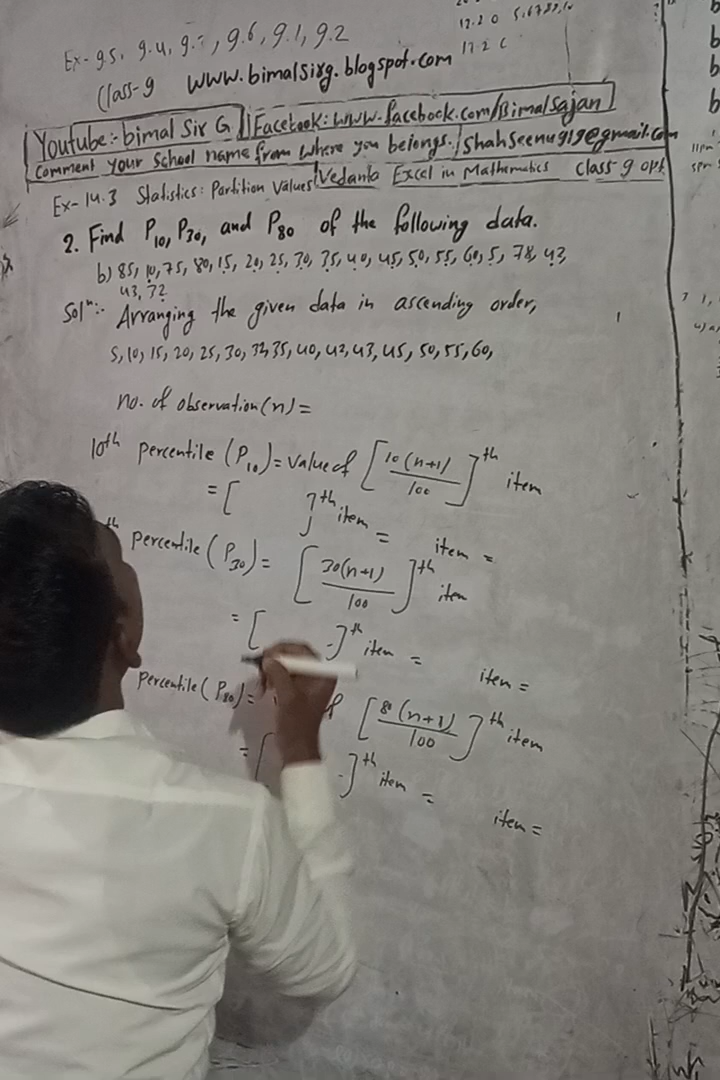 Ex- 9.5, 9.4, 9.7, 9.6, 9.1, 9.2
Class-9 www.bimalsirg.blogspot.com
Youtube:- bimal Sir G || Facebook: www.facebook.com/Bimalsajan
Comment your school name from where you belongs. / shahseenu919@gmail.com
Ex- 14.3 Statistics: Partition Values | Vedanta Excel in Mathematics class 9 opt
2. Find P10, P30, and P80 of the following data.
b) 85, 10, 75, 80, 15, 20, 25, 30, 35, 40, 45, 50, 55, 60, 5, 78, 43,
43, 32
Solⁿ:- Arranging the given data in ascending order,
5, 10, 15, 20, 25, 30, 32, 35, 40, 43, 43, 45, 50, 55, 60,
no. of observation (n) =
10th percentile (P10) = value of [10(n+1)/100]th item
= [ ]th item = item =
th percentile (P30) = [30(n+1)/100]th item
= [ ]th item = item =
percentile (P80) = [80(n+1)/100]th item
= [ ]th item = item =